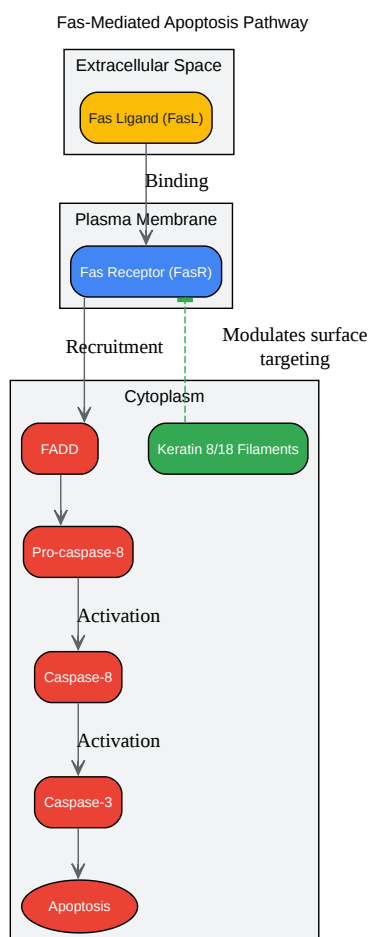 Fas-Mediated Apoptosis Pathway
Extracellular Space
Fas Ligand (FasL)
Binding
Plasma Membrane
Fas Receptor (FasR)
Recruitment
Modulates surface
targeting
Cytoplasm
FADD
Keratin 8/18 Filaments
Pro-caspase-8
Activation
Caspase-8
Activation
Caspase-3
Apoptosis